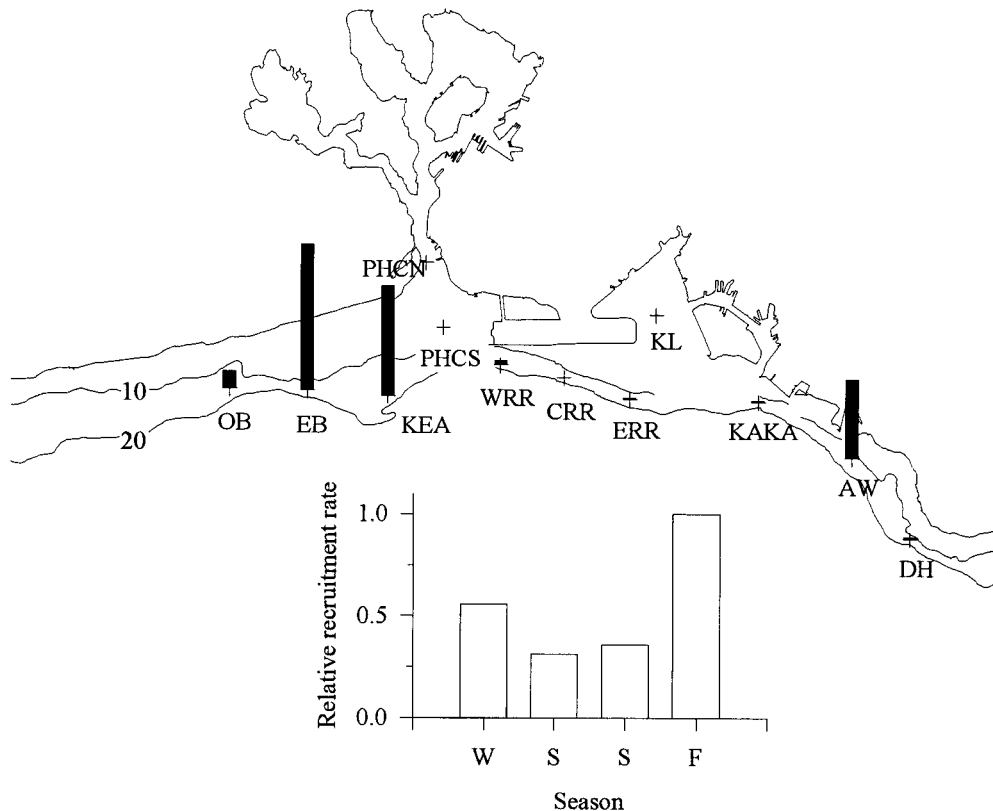 PHCN
PHCS
KL
10
OB
EB
KEA
WRR
CRR
ERR
KAKA
20
AW
DH
Relative recruitment rate
1.0
0.5
0.0
W S S F
Season